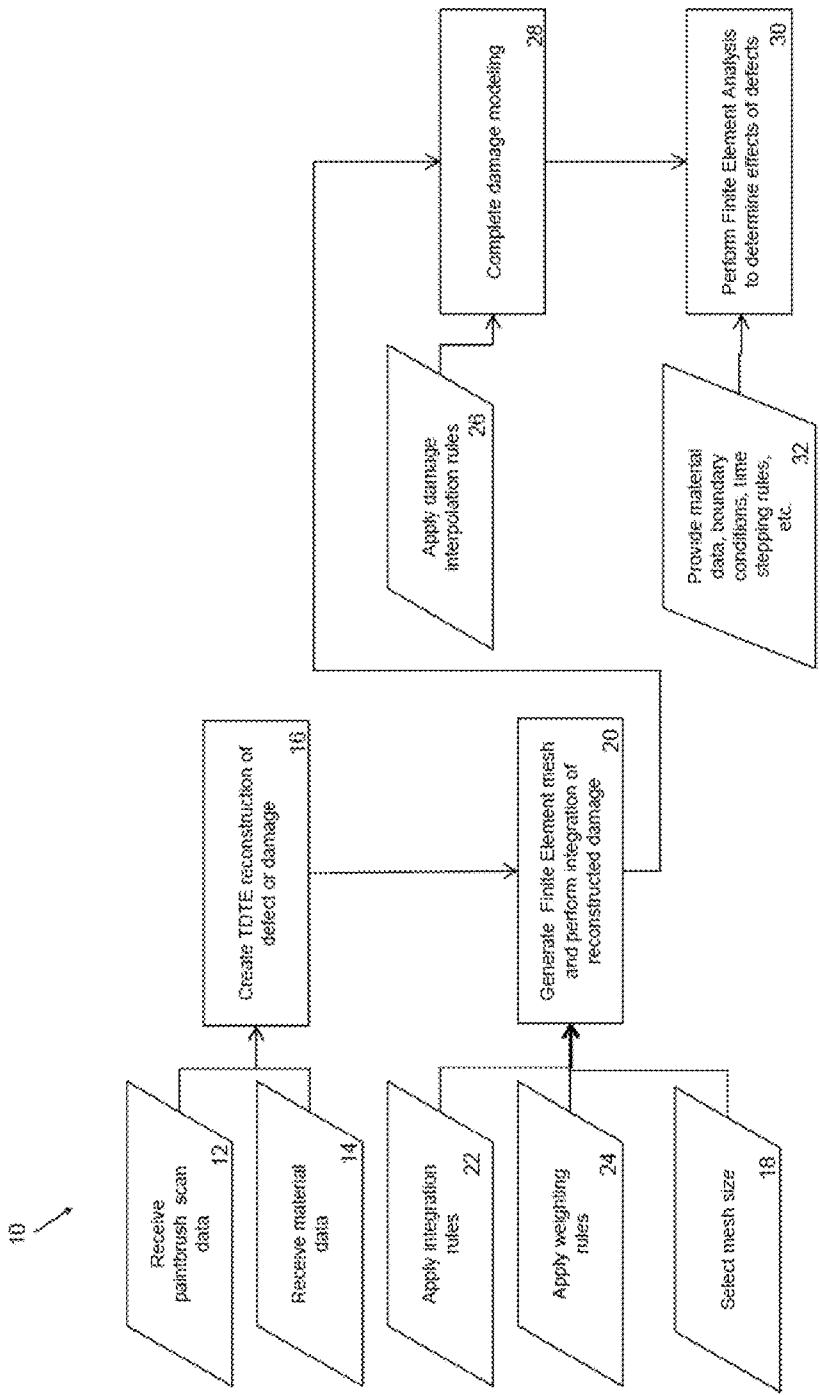 10
Receive
paintbrush scan
data
12
Receive material
data
14
Create TDTE reconstruction of
defect or damage
16
Apply integration
rules
22
Apply weighting
rules
24
Select mesh size
18
Generate Finite Element mesh
and perform integration of
reconstructed damage
20
Apply damage
interpolation rules
26
Complete damage modeling
28
Provide material
data, boundary
conditions, time
stepping rules,
etc.
32
Perform Finite Element Analysis
to determine effects of defects
30